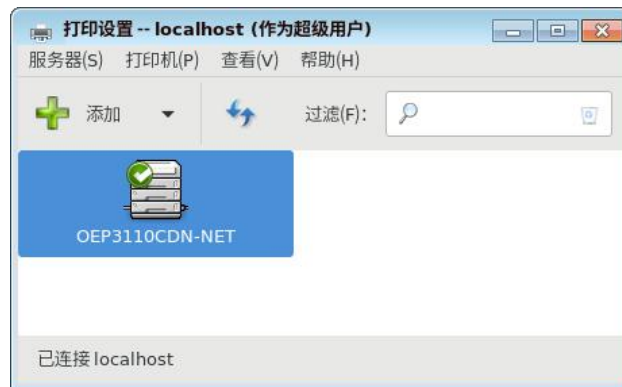 打印设置 -- localhost (作为超级用户)
服务器(S) 打印机(P) 查看(V) 帮助(H)
添加 过滤(F):
OEP3110CDN-NET
已连接 localhost